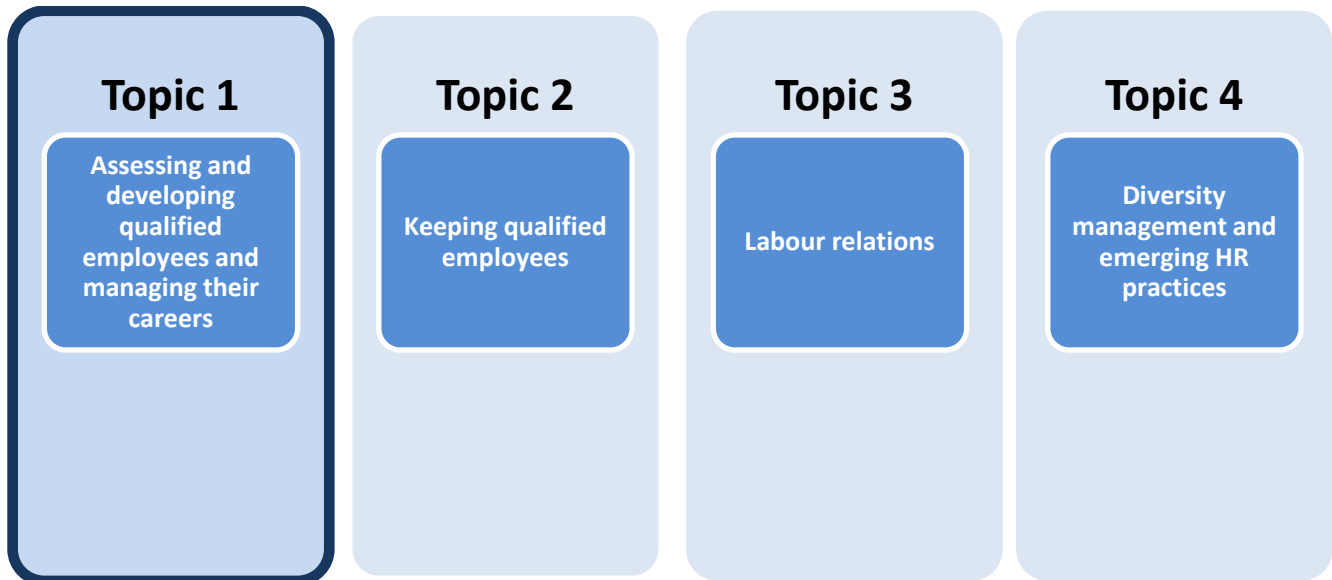 Topic 1
Assessing and
developing
qualified
employees and
managing their
careers
Topic 2
Keeping qualified
employees
Topic 3
Labour relations
Topic 4
Diversity
management and
emerging HR
practices